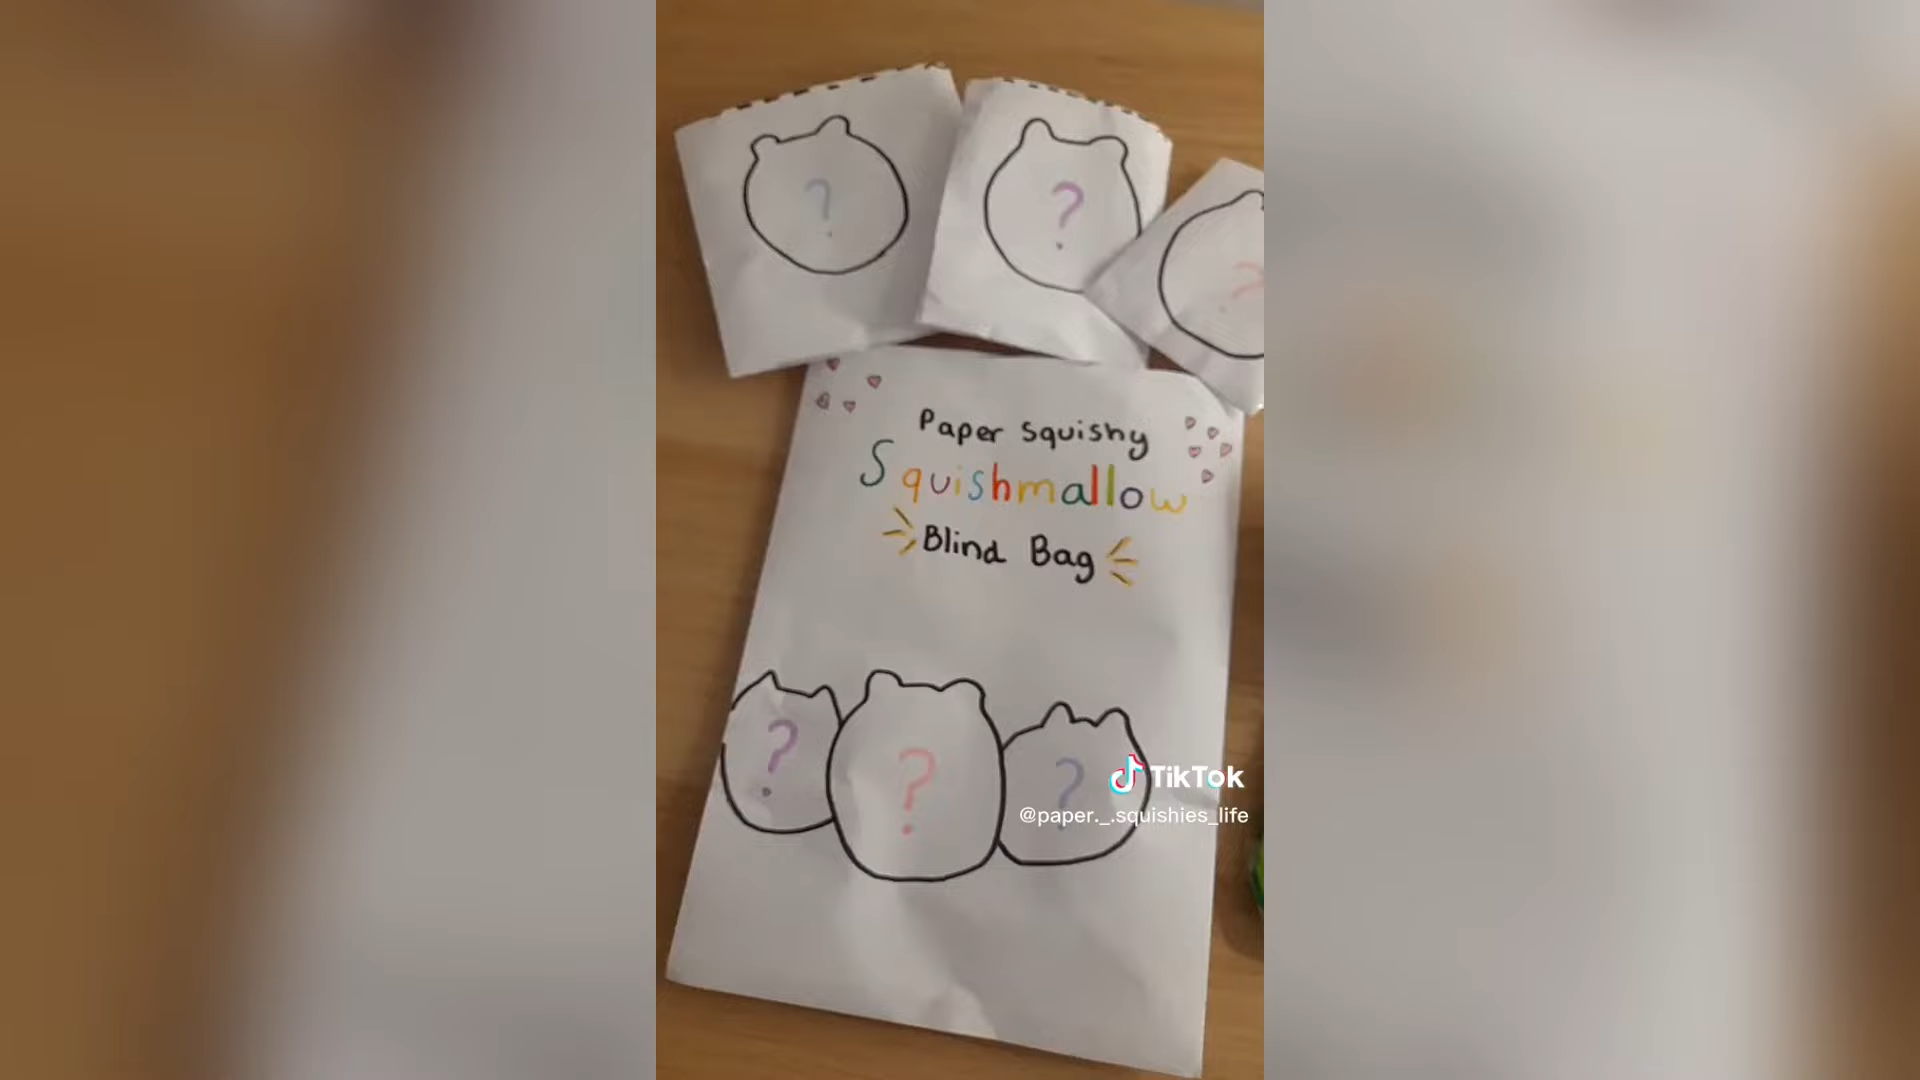 ?
?
?
Paper Squishy
Squishmallow
Blind Bag
?
?
?
TikTok
@paper._.squishies_life